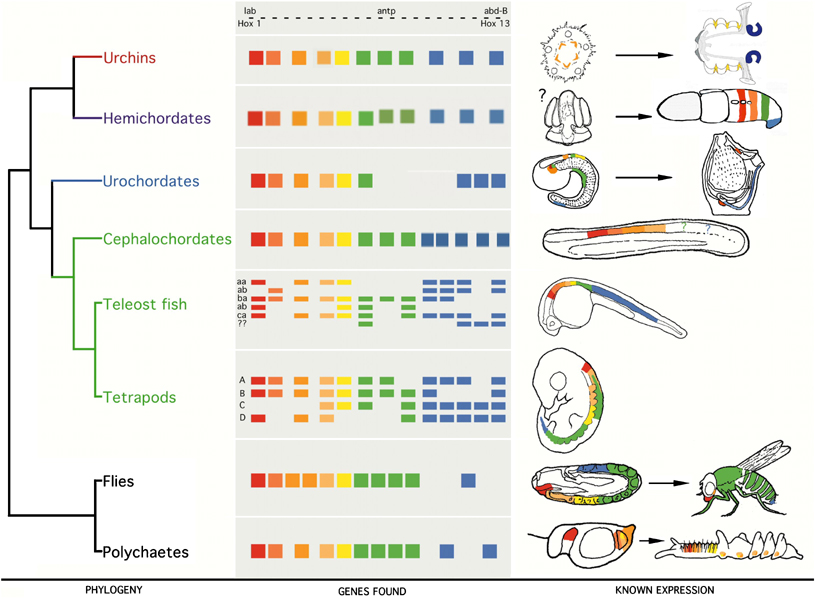 lab antp abd-B
Hox 1 Hox 13
Urchins
?
Hemichordates
Urochordates
Cephalochordates
? ?
aa
ab
ba
Teleost fish
ab
ca
??
A
B
Tetrapods
C
D
Flies
Polychaetes
PHYLOGENY GENES FOUND KNOWN EXPRESSION